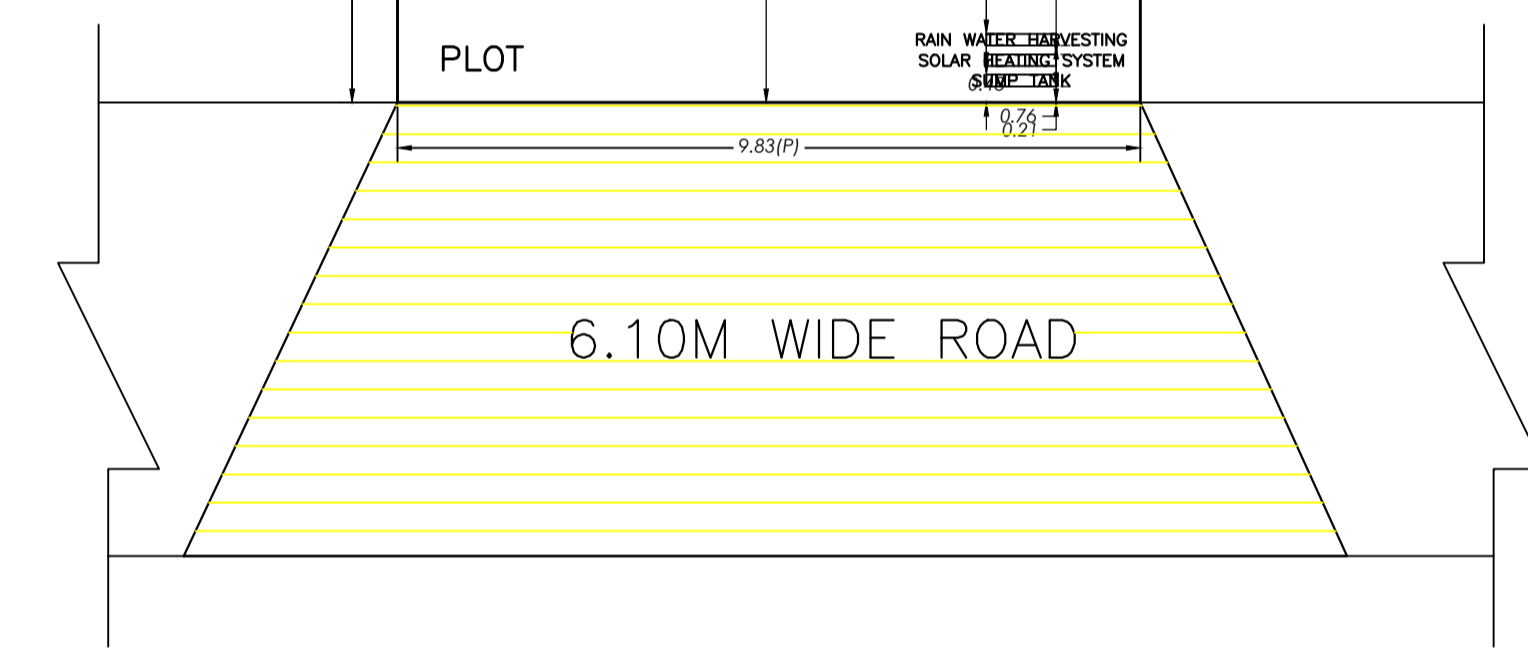 PLOT
RAIN WATER HARVESTING
SOLAR HEATING SYSTEM
SUMP TANK
0.76
0.21
9.83(P)
6.10M WIDE ROAD